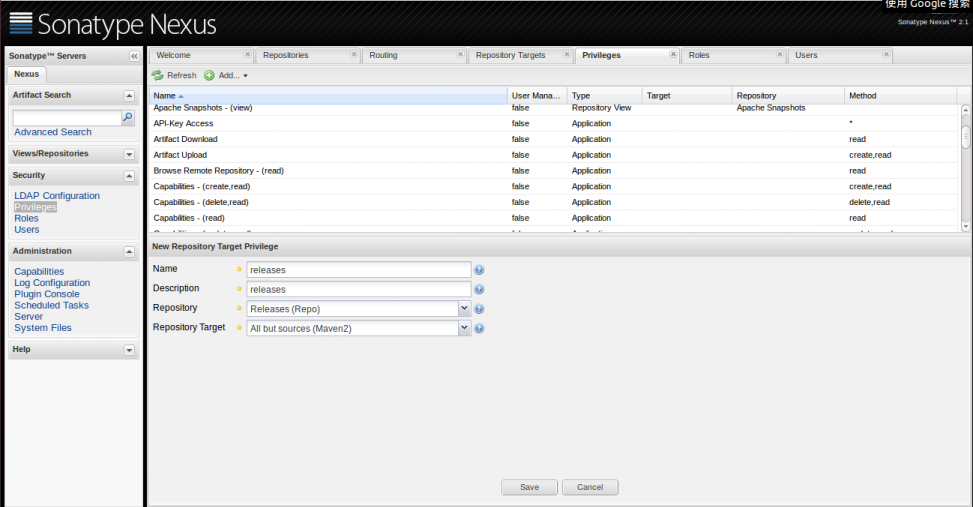 使用 Google 搜索
Sonatype Nexus
Sonatype Nexus™ 2.1
Sonatype™ Servers
Nexus
Artifact Search
Advanced Search
Views/Repositories
Security
LDAP Configuration
Privileges
Roles
Users
Administration
Capabilities
Log Configuration
Plugin Console
Scheduled Tasks
Server
System Files
Help
Welcome Repositories Routing Repository Targets Privileges Roles Users
Refresh Add...
Name User Mana... Type Target Repository Method
Apache Snapshots - (view) false Repository View Apache Snapshots
API-Key Access false Application *
Artifact Download false Application read
Artifact Upload false Application create,read
Browse Remote Repository - (read) false Application read
Capabilities - (create,read) false Application create,read
Capabilities - (delete,read) false Application delete,read
Capabilities - (read) false Application read
New Repository Target Privilege
Name releases
Description releases
Repository Releases (Repo)
Repository Target All but sources (Maven2)
Save Cancel